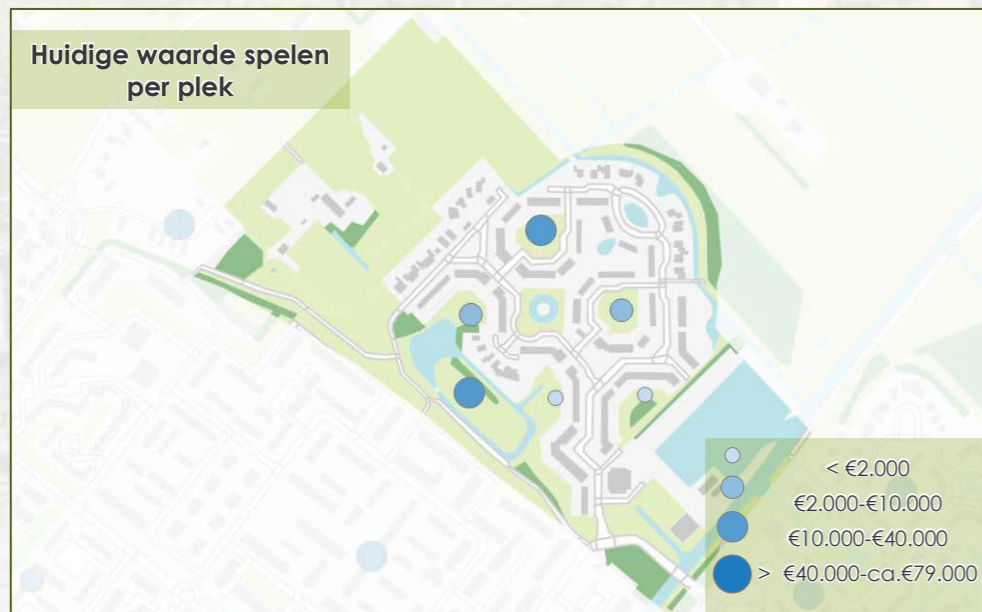 Huidige waarde spelen
per plek
< €2.000
€2.000-€10.000
€10.000-€40.000
> €40.000-ca.€79.000